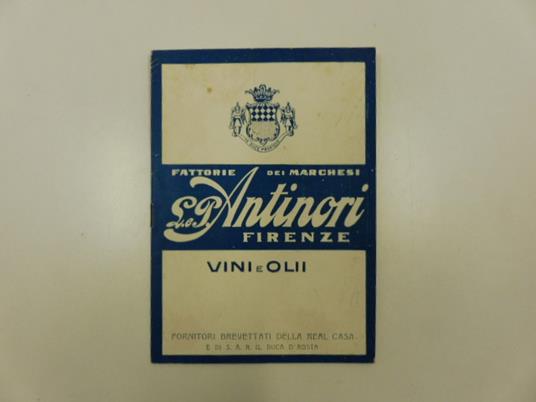 FATTORIE DEI MARCHESI
L. e P. Antinori
FIRENZE
VINI E OLII
FORNITORI BREVETTATI DELLA REAL CASA
E DI S. A. R. IL DUCA D'AOSTA